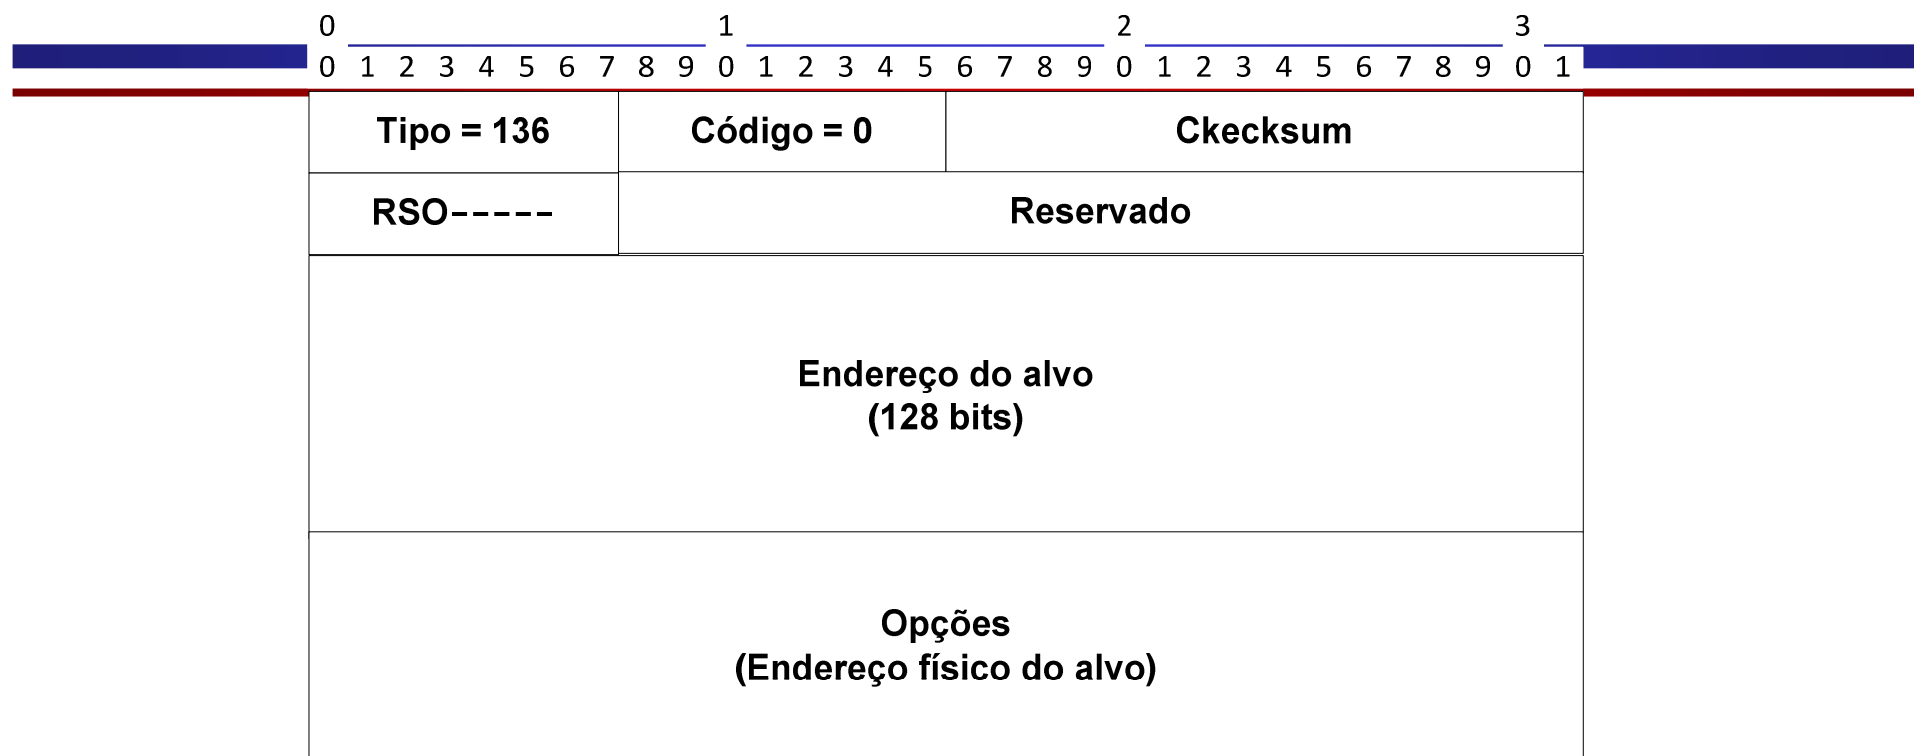 0 1 2 3
0 1 2 3 4 5 6 7 8 9 0 1 2 3 4 5 6 7 8 9 0 1 2 3 4 5 6 7 8 9 0 1
Tipo = 136 Código = 0 Ckecksum
RSO----- Reservado
Endereço do alvo
(128 bits)
Opções
(Endereço físico do alvo)